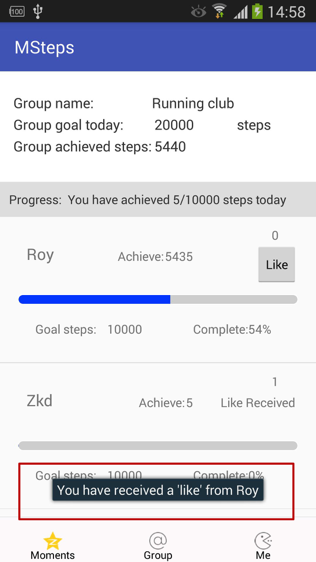 100 14:58
MSteps
Group name: Running club
Group goal today: 20000 steps
Group achieved steps: 5440
Progress: You have achieved 5/10000 steps today
0
Roy Achieve:5435 Like
Goal steps: 10000 Complete:54%
1
Zkd Achieve:5 Like Received
Goal steps: 10000 Complete:0%
You have received a 'like' from Roy
Moments Group Me